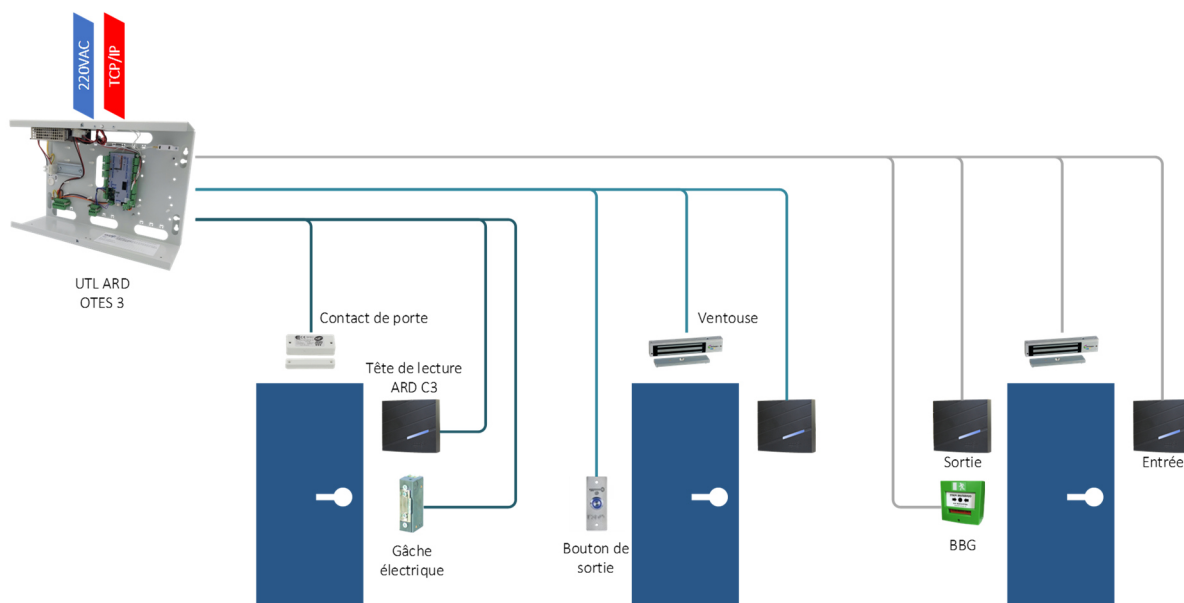 220VAC
TCP/IP
UTL ARD
OTES 3
Contact de porte
Tête de lecture
ARD C3
Gâche
électrique
Ventouse
Bouton de
sortie
Sortie
BBG
Entrée